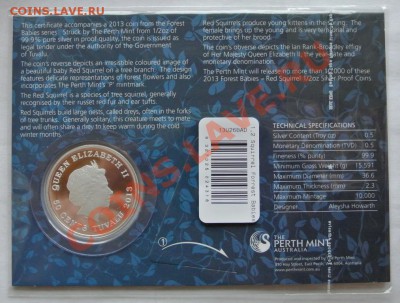 COINS.LAVE.RU
This certificate accompanies a 2013 coin from the Forest
Babies series. Struck by The Perth Mint from 1/2oz of
99.9% pure silver in proof quality, the coin is issued as
legal tender under the authority of the Government of
Tuvalu.
The coin's reverse depicts an irresistible coloured image of
a beautiful baby Red Squirrel on a tree branch. The design
features delicate representations of forest flowers and also
incorporates The Perth Mint's 'P' mintmark.
The Red Squirrel is a species of tree squirrels, generally
recognised by their russet red fur and ear tufts.
Red Squirrels build large nests, called dreys, often in the forks
of tree trunks. Generally solitary, this creature meets to mate
and will often share a nest to keep warm during the cold
winter months.
Red Squirrels produce young kittens in the spring. The
female brings up the young and is very territorial and
protective of her brood.
The coin's obverse depicts the Ian Rank-Broadley effigy
of Her Majesty Queen Elizabeth II, the year-date and
monetary denomination.
The Perth Mint will release no more than 10,000 of these
2013 Forest Babies – Red Squirrel 1/2oz Silver Proof Coins.
QUEEN ELIZABETH II
TUVALU 2013
TECHNICAL SPECIFICATIONS
Silver Content (Troy oz) 0.5
Monetary Denomination (TVD) 0.5
Fineness (% purity) 99.9
Minimum Gross Weight (g) 15.591
Maximum Diameter (mm) 36.6
Maximum Thickness (mm) 2.3
Maximum Mintage 10,000
Designer Aleysha Howarth
THE
PERTH MINT
AUSTRALIA